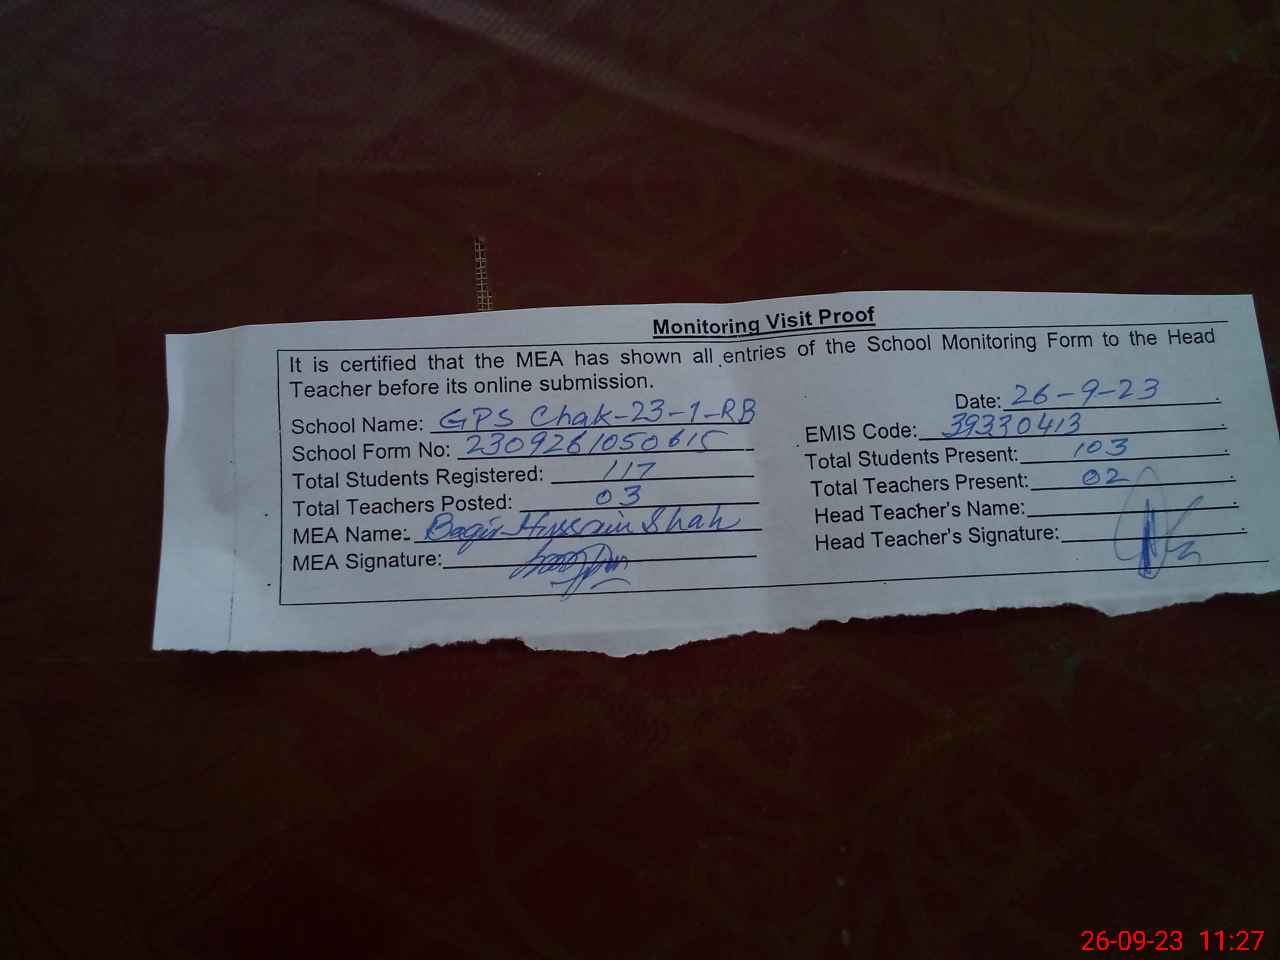 Monitoring Visit Proof
It is certified that the MEA has shown all entries of the School Monitoring Form to the Head
Teacher before its online submission.
Date: 26-9-23
School Name: GPS Chak-23-1-RB
EMIS Code: 39330413
School Form No: 2309261050615
Total Students Present: 103
Total Students Registered: 117
Total Teachers Present: 02
Total Teachers Posted: 03
Head Teacher's Name:
MEA Name: Baqir Hussain Shah
Head Teacher's Signature:
MEA Signature:
26-09-23 11:27